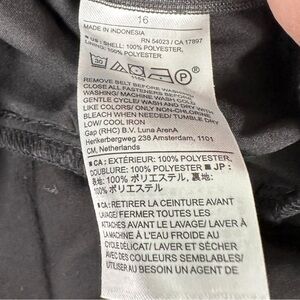 16
MADE IN INDONESIA
RN 54023 / CA 17897
■ US: SHELL: 100% POLYESTER,
LINING: 100% POLYESTER.
30
P
REMOVE BELT BEFORE WASHING/
CLOSE ALL FASTENERS BEFORE
WASHING/ MACHINE WASH COLD
GENTLE CYCLE/ WASH AND DRY WITH
LIKE COLORS/ ONLY NONCHLORINE
BLEACH WHEN NEEDED/ TUMBLE DRY
LOW/ COOL IRON
Gap (RHC) B.V. Luna ArenA
Herikerbergweg 238 Amsterdam, 1101
CM, Netherlands
■ CA : EXTÉRIEUR: 100% POLYESTER,
DOUBLURE: 100% POLYESTER. ■ JP :
表地: 100% ポリエステル, 裏地:
100% ポリエステル
■ CA : RETIRER LA CEINTURE AVANT
LAVAGE/ FERMER TOUTES LES
ATTACHES AVANT LE LAVAGE/ LAVER À
LA MACHINE À L'EAU FROIDE AU
CYCLE DÉLICAT/ LAVER ET SÉCHER
AVEC DES COULEURS SEMBLABLES/
UTILISER AU BESOIN UN AGENT DE